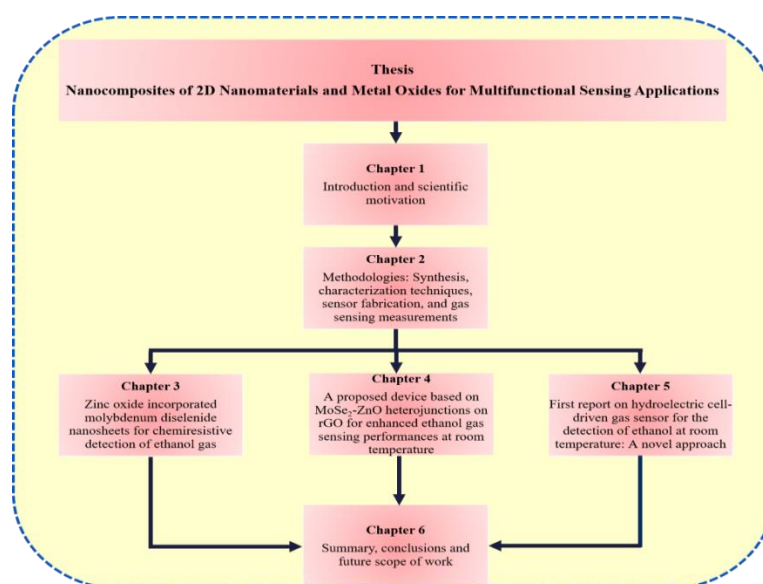 Thesis
Nanocomposites of 2D Nanomaterials and Metal Oxides for Multifunctional Sensing Applications
Chapter 1
Introduction and scientific
motivation
Chapter 2
Methodologies: Synthesis,
characterization techniques,
sensor fabrication, and gas
sensing measurements
Chapter 3
Zinc oxide incorporated
molybdenum diselenide
nanosheets for chemiresistive
detection of ethanol gas
Chapter 4
A proposed device based on
MoSe₂-ZnO heterojunctions on
rGO for enhanced ethanol gas
sensing performances at room
temperature
Chapter 5
First report on hydroelectric cell-
driven gas sensor for the
detection of ethanol at room
temperature: A novel approach
Chapter 6
Summary, conclusions and
future scope of work